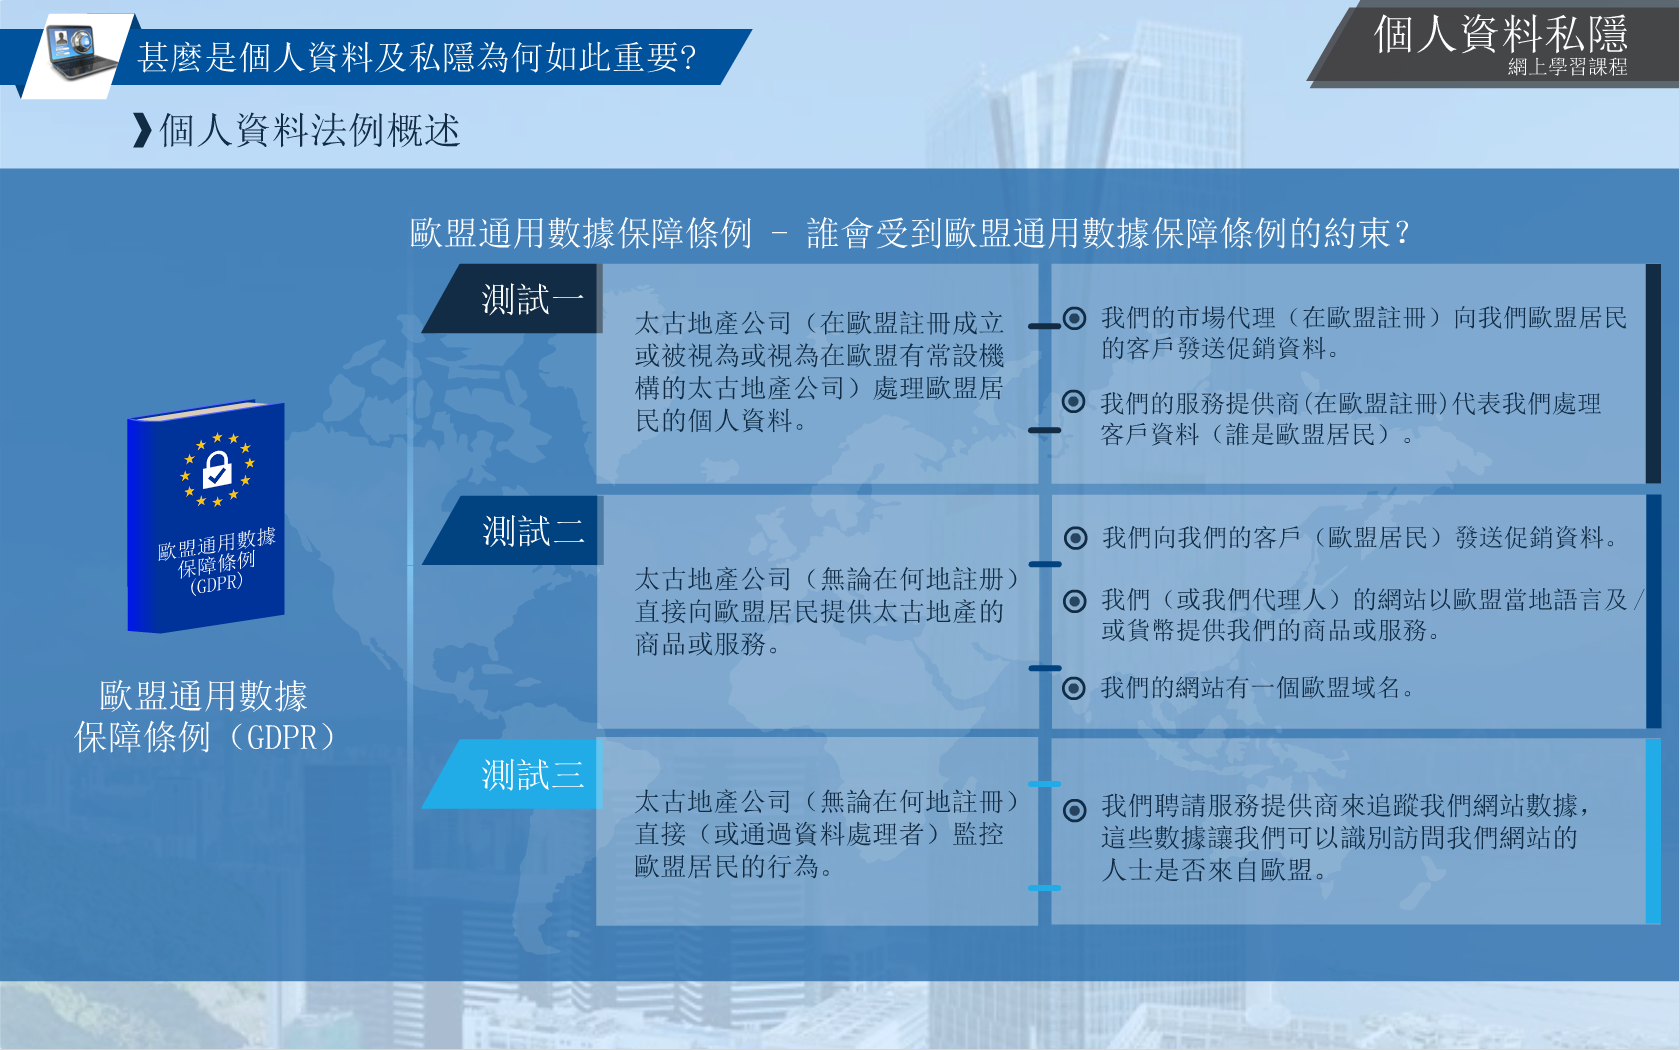 甚麼是個人資料及私隱為何如此重要?
個人資料私隱
網上學習課程
個人資料法例概述
歐盟通用數據保障條例 - 誰會受到歐盟通用數據保障條例的約束?
測試一
太古地產公司（在歐盟註冊成立
或被視為或視為在歐盟有常設機
構的太古地產公司）處理歐盟居
民的個人資料。
我們的市場代理（在歐盟註冊）向我們歐盟居民
的客戶發送促銷資料。
我們的服務提供商(在歐盟註冊)代表我們處理
客戶資料（誰是歐盟居民）。
測試二
太古地產公司（無論在何地註册）
直接向歐盟居民提供太古地產的
商品或服務。
我們向我們的客戶（歐盟居民）發送促銷資料。
我們（或我們代理人）的網站以歐盟當地語言及/
或貨幣提供我們的商品或服務。
我們的網站有一個歐盟域名。
測試三
太古地產公司（無論在何地註冊）
直接（或通過資料處理者）監控
歐盟居民的行為。
我們聘請服務提供商來追蹤我們網站數據，
這些數據讓我們可以識別訪問我們網站的
人士是否來自歐盟。
歐盟通用數據
保障條例
(GDPR)
歐盟通用數據
保障條例（GDPR）